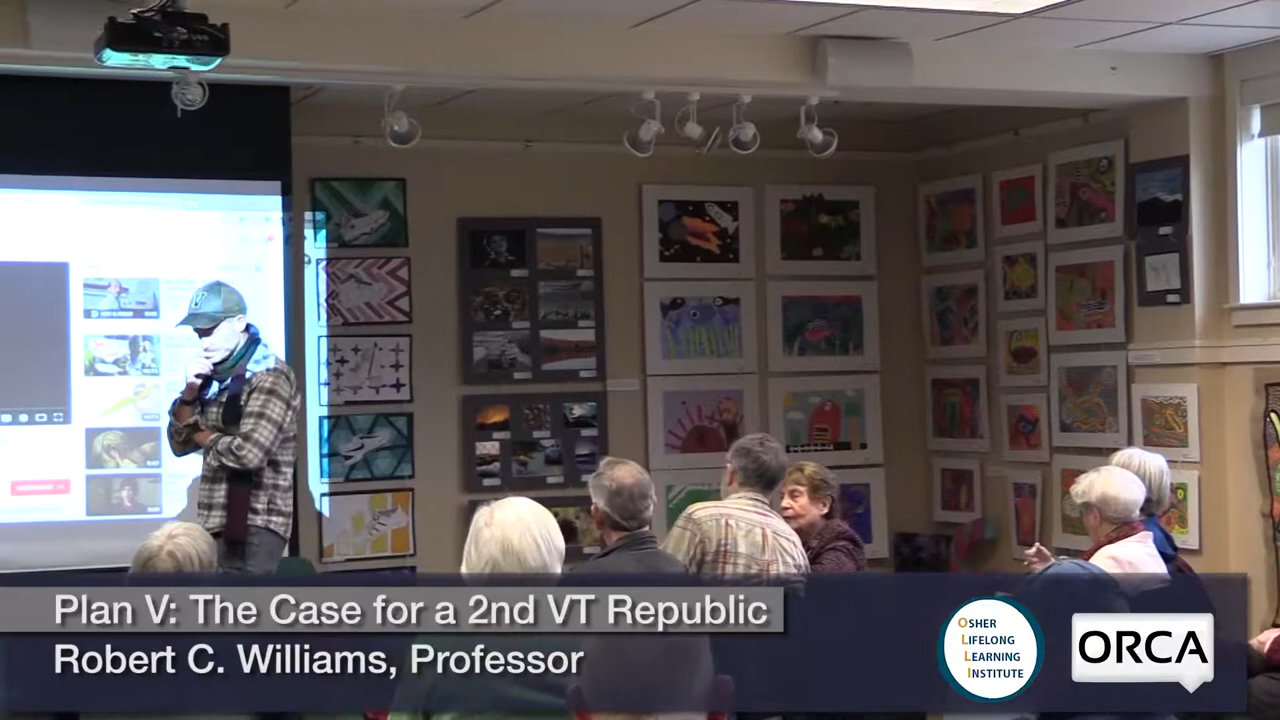 V
Plan V: The Case for a 2nd VT Republic
Robert C. Williams, Professor
OSHER
LIFELONG
LEARNING
INSTITUTE
ORCA